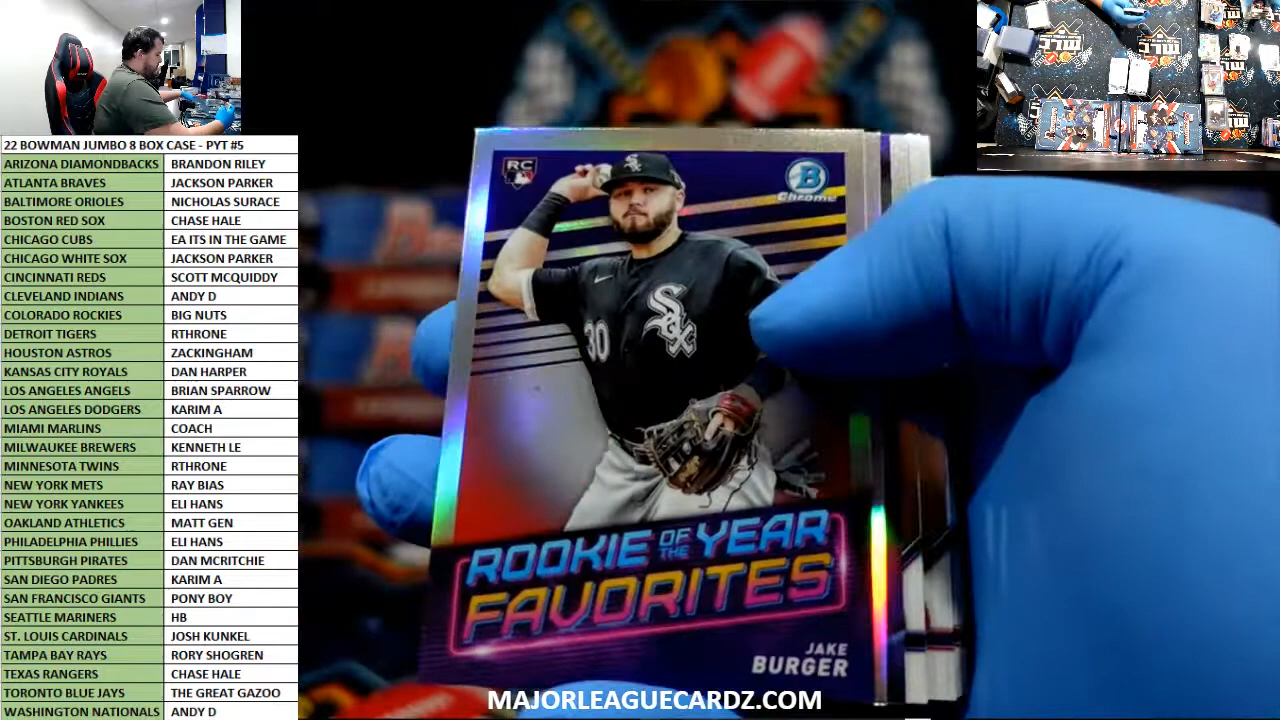 22 BOWMAN JUMBO 8 BOX CASE - PYT #5
ARIZONA DIAMONDBACKS BRANDON RILEY
ATLANTA BRAVES JACKSON PARKER
BALTIMORE ORIOLES NICHOLAS SURACE
BOSTON RED SOX CHASE HALE
CHICAGO CUBS EA ITS IN THE GAME
CHICAGO WHITE SOX JACKSON PARKER
CINCINNATI REDS SCOTT MCQUIDDY
CLEVELAND INDIANS ANDY D
COLORADO ROCKIES BIG NUTS
DETROIT TIGERS RTHRONE
HOUSTON ASTROS ZACKINGHAM
KANSAS CITY ROYALS DAN HARPER
LOS ANGELES ANGELS BRIAN SPARROW
LOS ANGELES DODGERS KARIM A
MIAMI MARLINS COACH
MILWAUKEE BREWERS KENNETH LE
MINNESOTA TWINS RTHRONE
NEW YORK METS RAY BIAS
NEW YORK YANKEES ELI HANS
OAKLAND ATHLETICS MATT GEN
PHILADELPHIA PHILLIES ELI HANS
PITTSBURGH PIRATES DAN MCRITCHIE
SAN DIEGO PADRES KARIM A
SAN FRANCISCO GIANTS PONY BOY
SEATTLE MARINERS HB
ST. LOUIS CARDINALS JOSH KUNKEL
TAMPA BAY RAYS RORY SHOGREN
TEXAS RANGERS CHASE HALE
TORONTO BLUE JAYS THE GREAT GAZOO
WASHINGTON NATIONALS ANDY D
RC
B
Chrome
Sox
30
ROOKIE OF THE YEAR
FAVORITES
JAKE
BURGER
MAJORLEAGUECARDZ.COM